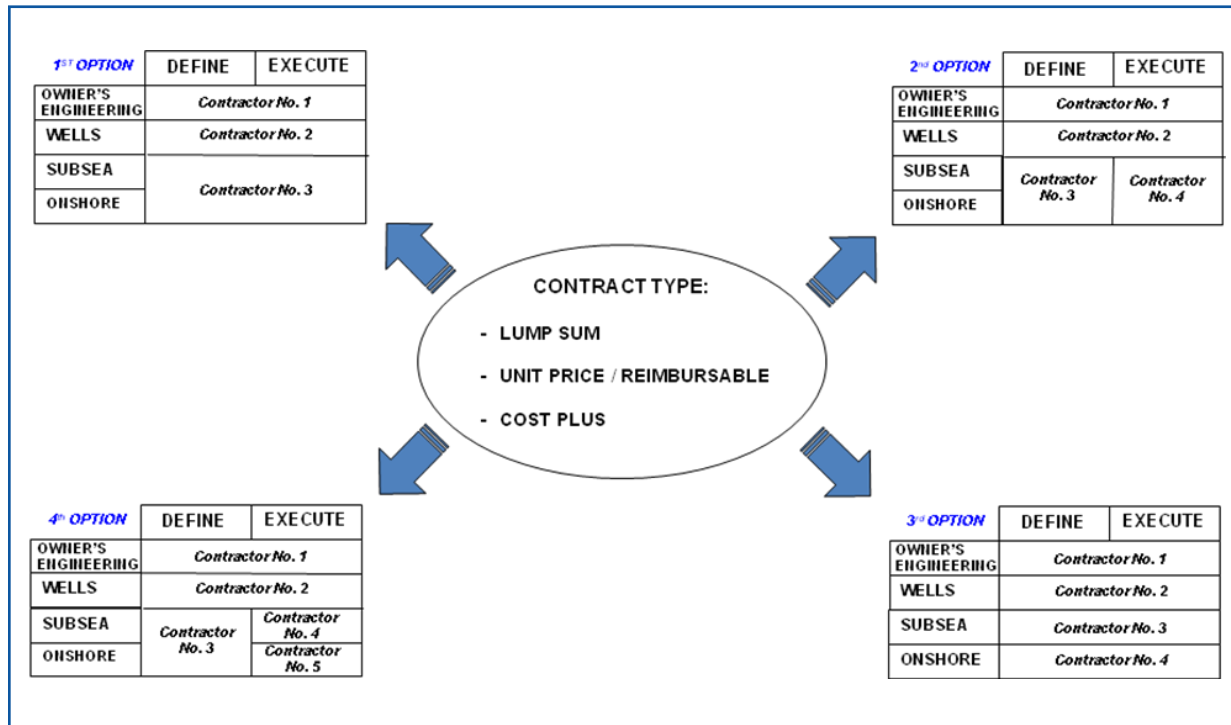 1ST OPTION DEFINE EXECUTE
OWNER'S
ENGINEERING
Contractor No. 1
WELLS Contractor No. 2
SUBSEA
ONSHORE
Contractor No. 3
2nd OPTION DEFINE EXECUTE
OWNER'S
ENGINEERING
Contractor No. 1
WELLS Contractor No. 2
SUBSEA
ONSHORE
Contractor
No. 3
Contractor
No. 4
CONTRACT TYPE:
- LUMP SUM
- UNIT PRICE / REIMBURSABLE
- COST PLUS
4th OPTION DEFINE EXECUTE
OWNER'S
ENGINEERING
Contractor No. 1
WELLS Contractor No. 2
SUBSEA
ONSHORE
Contractor
No. 3
Contractor
No. 4
Contractor
No. 5
3rd OPTION DEFINE EXECUTE
OWNER'S
ENGINEERING
Contractor No. 1
WELLS Contractor No. 2
SUBSEA Contractor No. 3
ONSHORE Contractor No. 4